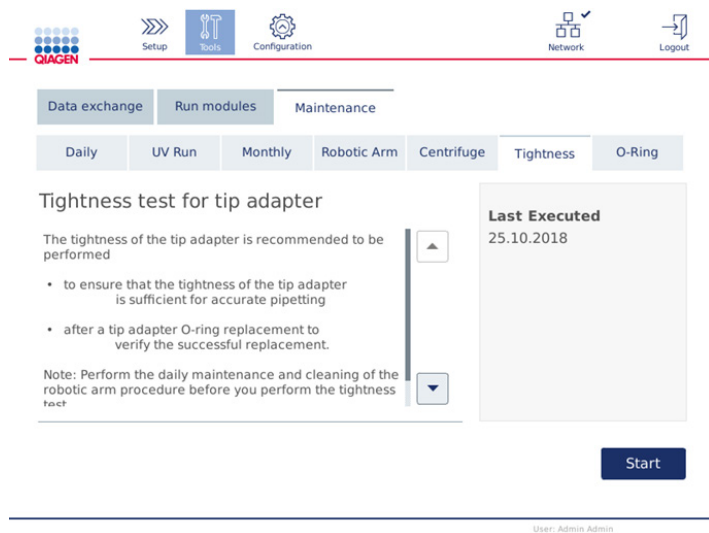 QIAGEN
Setup
Tools
Configuration
Network
Logout
Data exchange
Run modules
Maintenance
Daily
UV Run
Monthly
Robotic Arm
Centrifuge
Tightness
O-Ring
Tightness test for tip adapter
The tightness of the tip adapter is recommended to be
performed
• to ensure that the tightness of the tip adapter
is sufficient for accurate pipetting
• after a tip adapter O-ring replacement to
verify the successful replacement.
Note: Perform the daily maintenance and cleaning of the
robotic arm procedure before you perform the tightness
test
Last Executed
25.10.2018
Start
User: Admin Admin